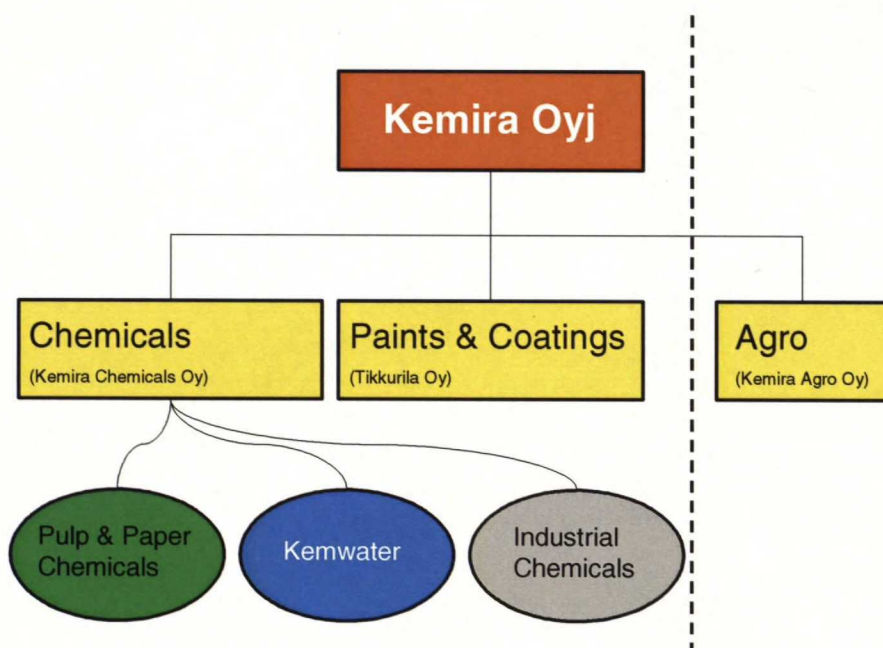 Kemira Oyj
Chemicals
(Kemira Chemicals Oy)
Paints & Coatings
(Tikkurila Oy)
Agro
(Kemira Agro Oy)
Pulp & Paper
Chemicals
Kemwater
Industrial
Chemicals